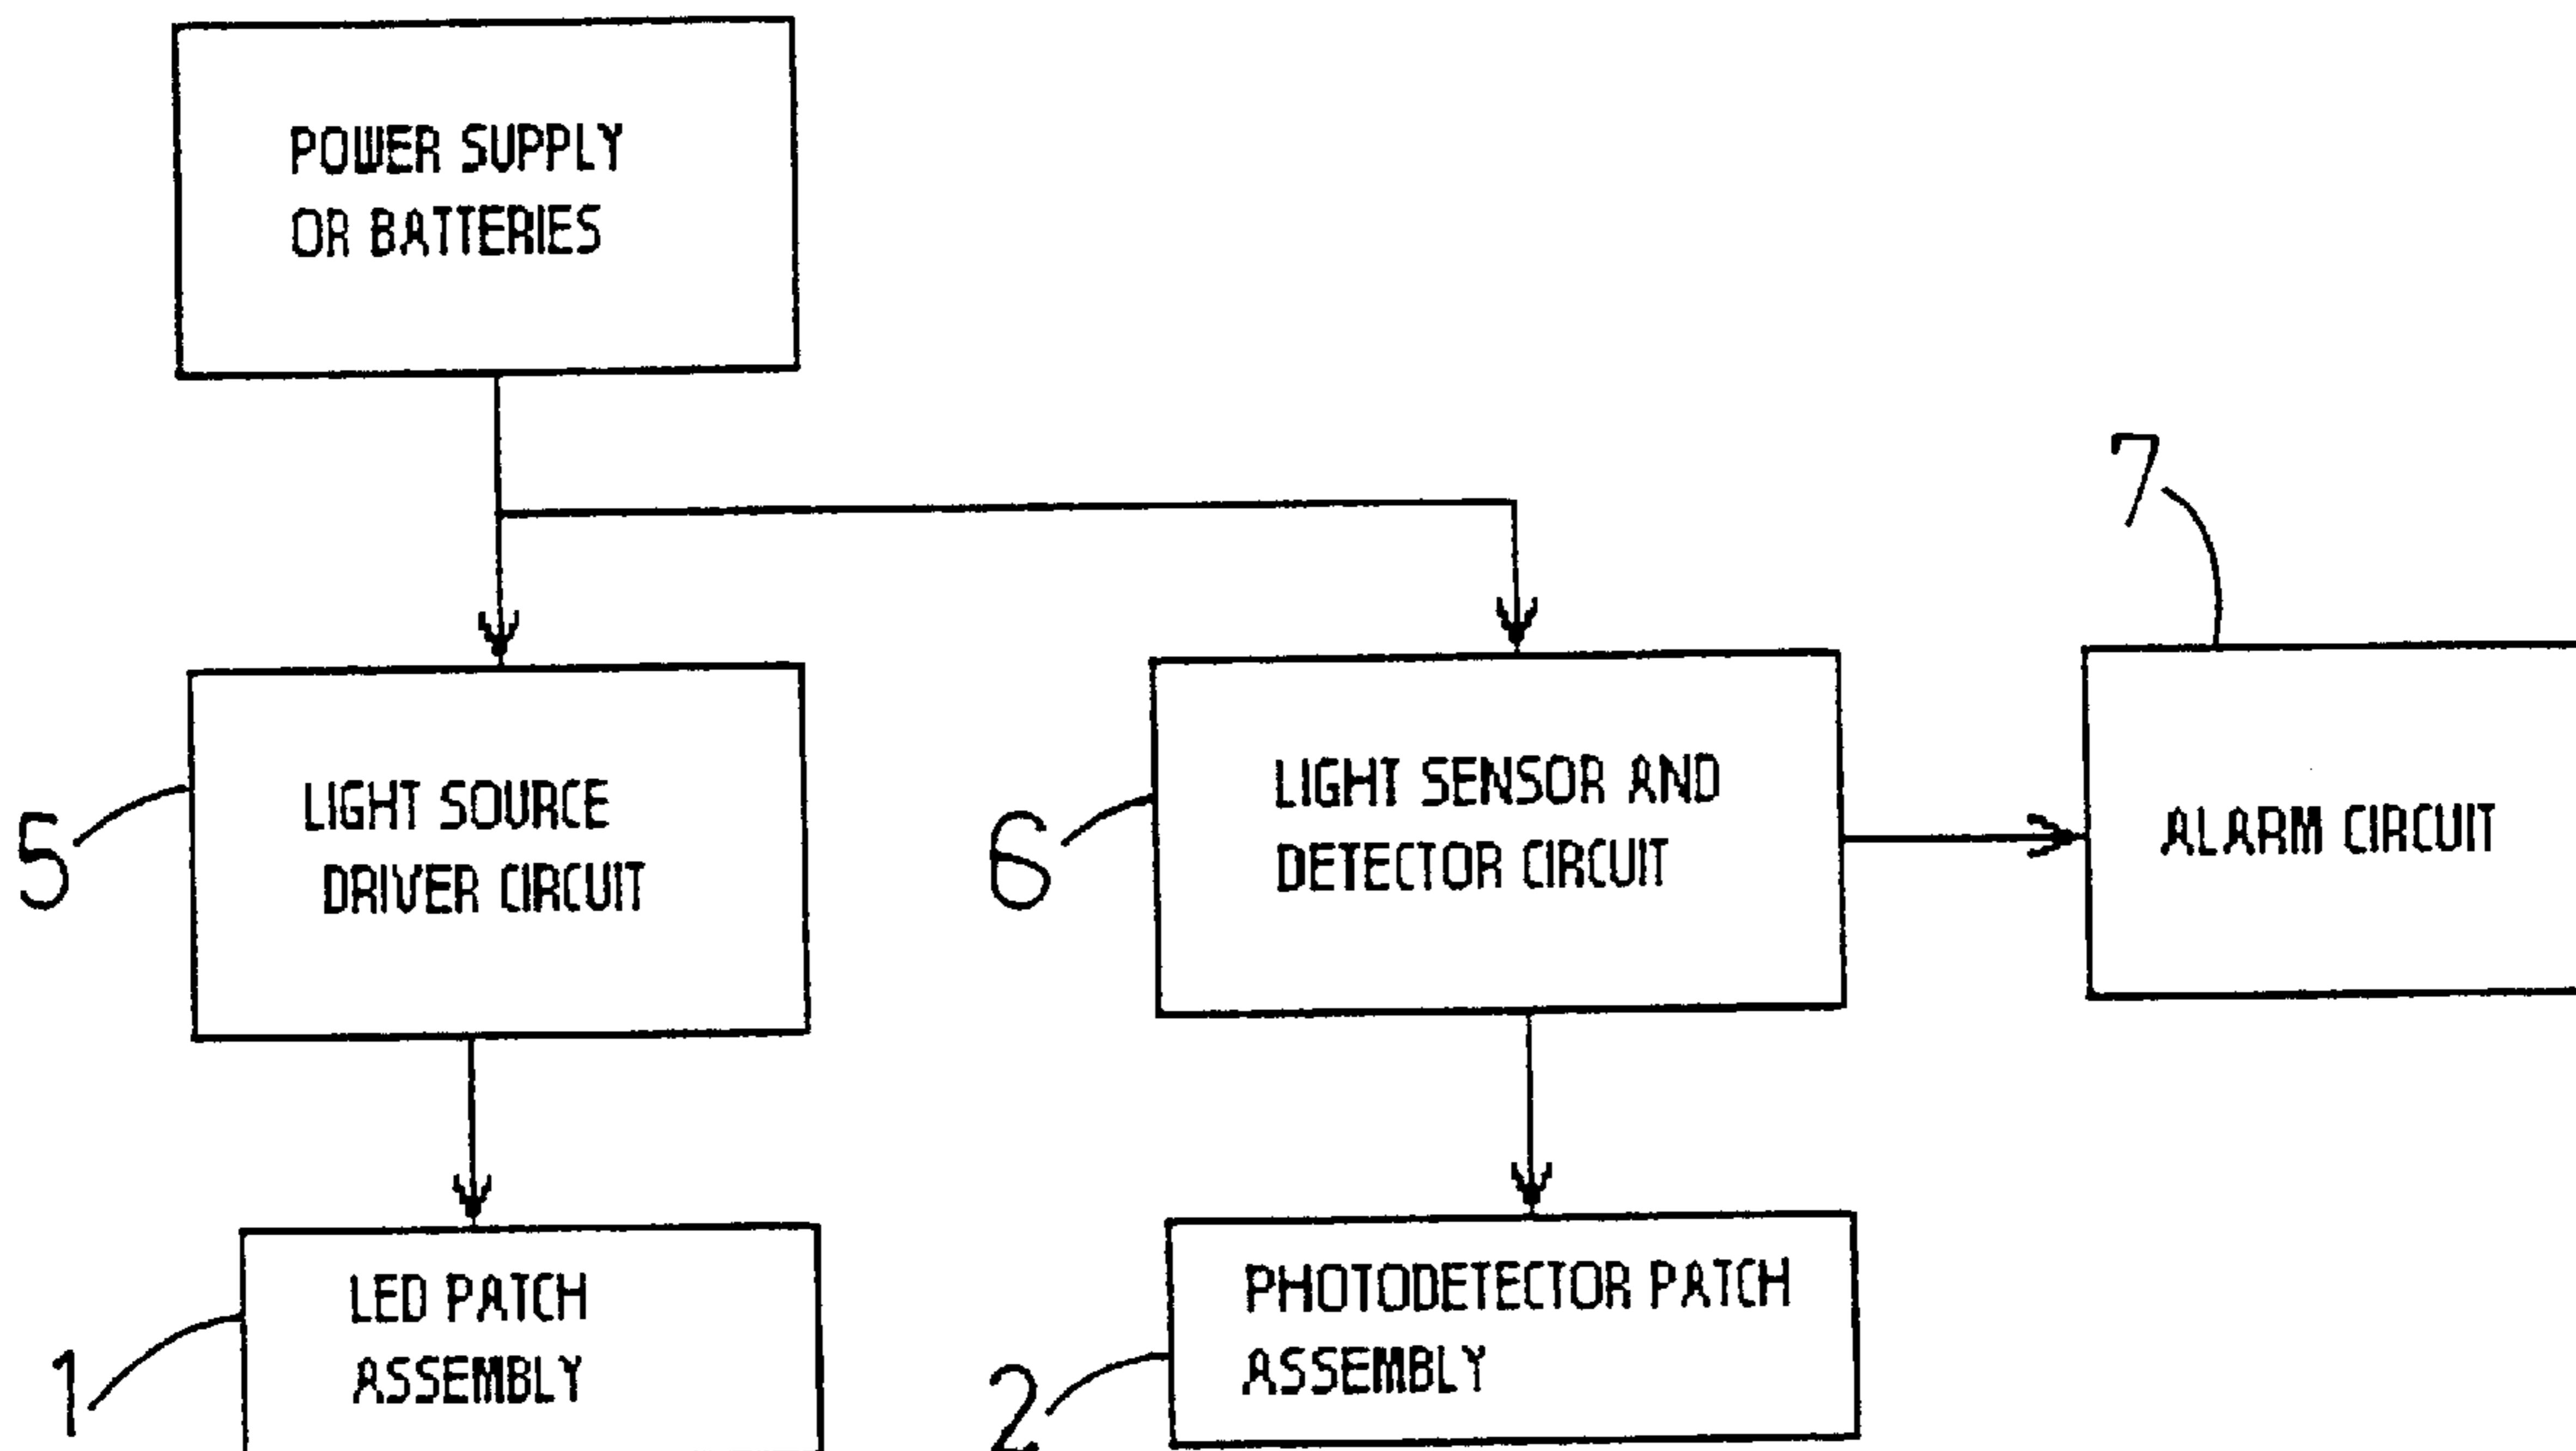 POWER SUPPLY
OR BATTERIES
7
5
LIGHT SOURCE
DRIVER CIRCUIT
6
LIGHT SENSOR AND
DETECTOR CIRCUIT
ALARM CIRCUIT
1
LED PATCH
ASSEMBLY
2
PHOTODETECTOR PATCH
ASSEMBLY